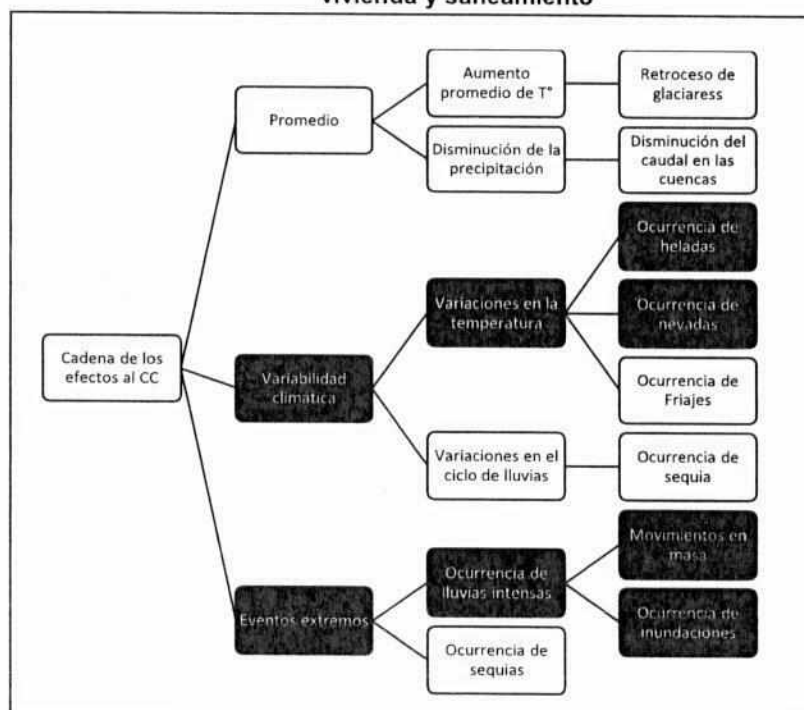 vivienda y saneamiento
Aumento
promedio de T°
Retroceso de
glaciaress
Promedio
Disminución de la
precipitación
Disminución del
caudal en las
cuencas
Ocurrencia de
heladas
Variaciones en la
temperatura
Ocurrencia de
nevadas
Cadena de los
efectos al CC
Variabilidad
climática
Ocurrencia de
Friajes
Variaciones en el
ciclo de lluvias
Ocurrencia de
sequia
Movimientos en
masa
Ocurrencia de
lluvias intensas
Eventos extremos
Ocurrencia de
inundaciones
Ocurrencia de
sequias